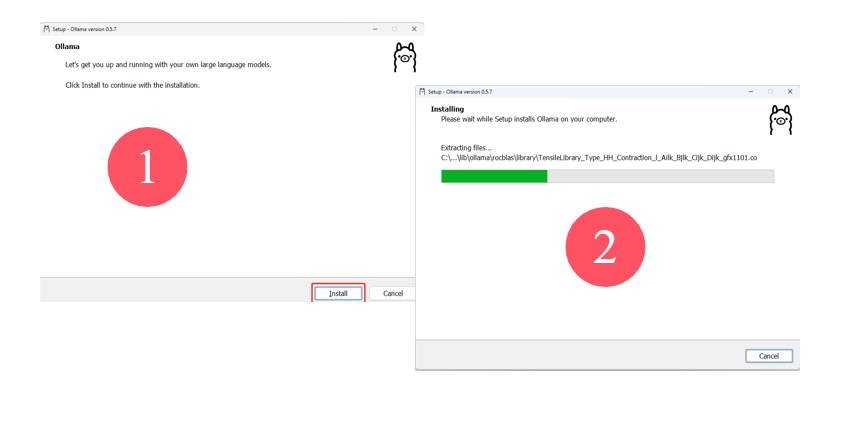 Setup - Ollama version 0.5.7
Ollama
Let's get you up and running with your own large language models.
Click Install to continue with the installation.
1
Install
Cancel
Setup - Ollama version 0.5.7
Installing
Please wait while Setup installs Ollama on your computer.
Extracting files...
C:\...\lib\ollama\rocblas\library\TensileLibrary_Type_HH_Contraction_l_Ailk_Bjlk_Cijk_Dijk_gfx1101.co
2
Cancel